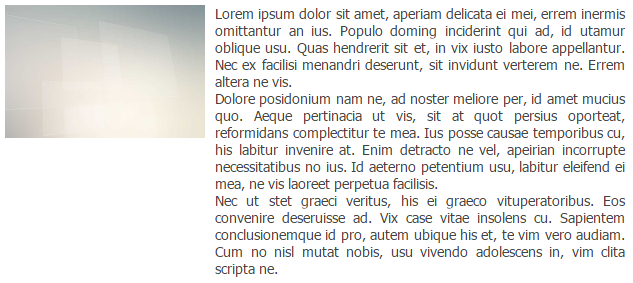 Lorem ipsum dolor sit amet, aperiam delicata ei mei, errem inermis
omittantur an ius. Populo doming inciderint qui ad, id utamur
oblique usu. Quas hendrerit sit et, in vix iusto labore appellantur.
Nec ex facilisi menandri deserunt, sit invidunt verterem ne. Errem
altera ne vis.
Dolore posidonium nam ne, ad noster meliore per, id amet mucius
quo. Aeque pertinacia ut vis, sit at quot persius oporteat,
reformidans complectitur te mea. Ius posse causae temporibus cu,
his labitur invenire at. Enim detracto ne vel, apeirian incorrupte
necessitatibus no ius. Id aeterno petentium usu, labitur eleifend ei
mea, ne vis laoreet perpetua facilisis.
Nec ut stet graeci veritus, his ei graeco vituperatoribus. Eos
convenire deseruisse ad. Vix case vitae insolens cu. Sapientem
conclusionemque id pro, autem ubique his et, te vim vero audiam.
Cum no nisl mutat nobis, usu vivendo adolescens in, vim clita
scripta ne.